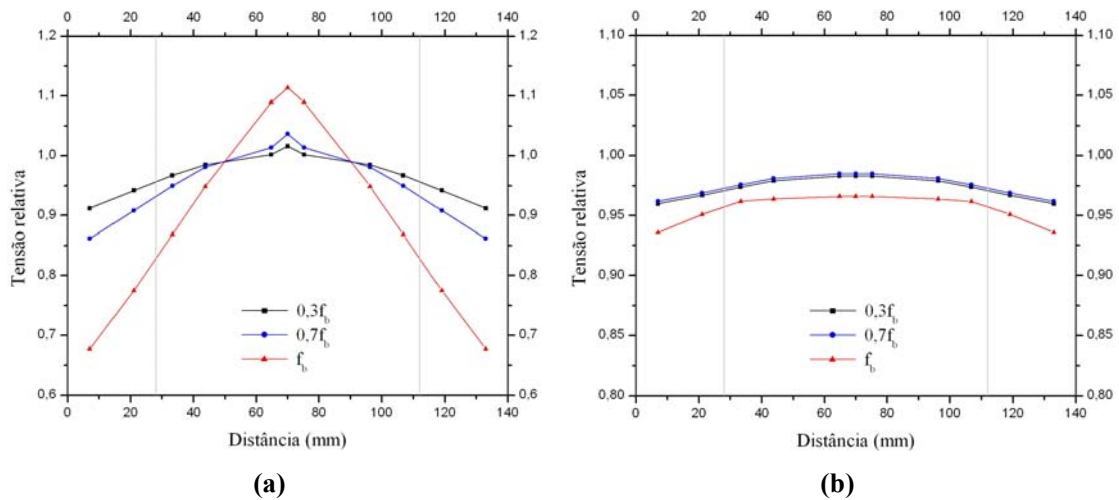 0 20 40 60 80 100 120 140
1,2 1,2
1,1 1,1
1,0 1,0
0,9 0,9
0,8 0,8
0,7 0,7
0,6 0,6
Tensão relativa
0,3f_b
0,7f_b
f_b
0 20 40 60 80 100 120 140
Distância (mm)
(a)
0 20 40 60 80 100 120 140
1,10 1,10
1,05 1,05
1,00 1,00
0,95 0,95
0,90 0,90
0,85 0,85
0,80 0,80
Tensão relativa
0,3f_b
0,7f_b
f_b
0 20 40 60 80 100 120 140
Distância (mm)
(b)